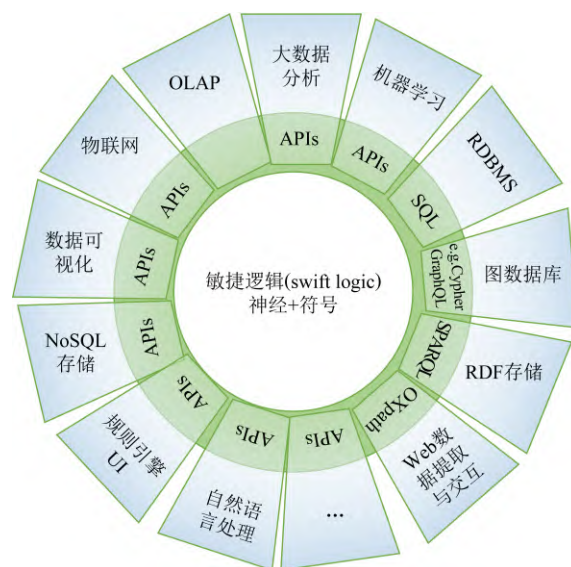 大数据
分析
APIs
机器学习
APIs
RDBMS
SQL
图数据库
e.g.Cypher
GraphQL
RDF存储
SPARQL
Web数
据提取
与交互
OXpath
...
APIs
自然语
言处理
APIs
规则引擎
UI
APIs
NoSQL
存储
APIs
数据可
视化
APIs
物联网
APIs
OLAP
敏捷逻辑(swift logic)
神经+符号